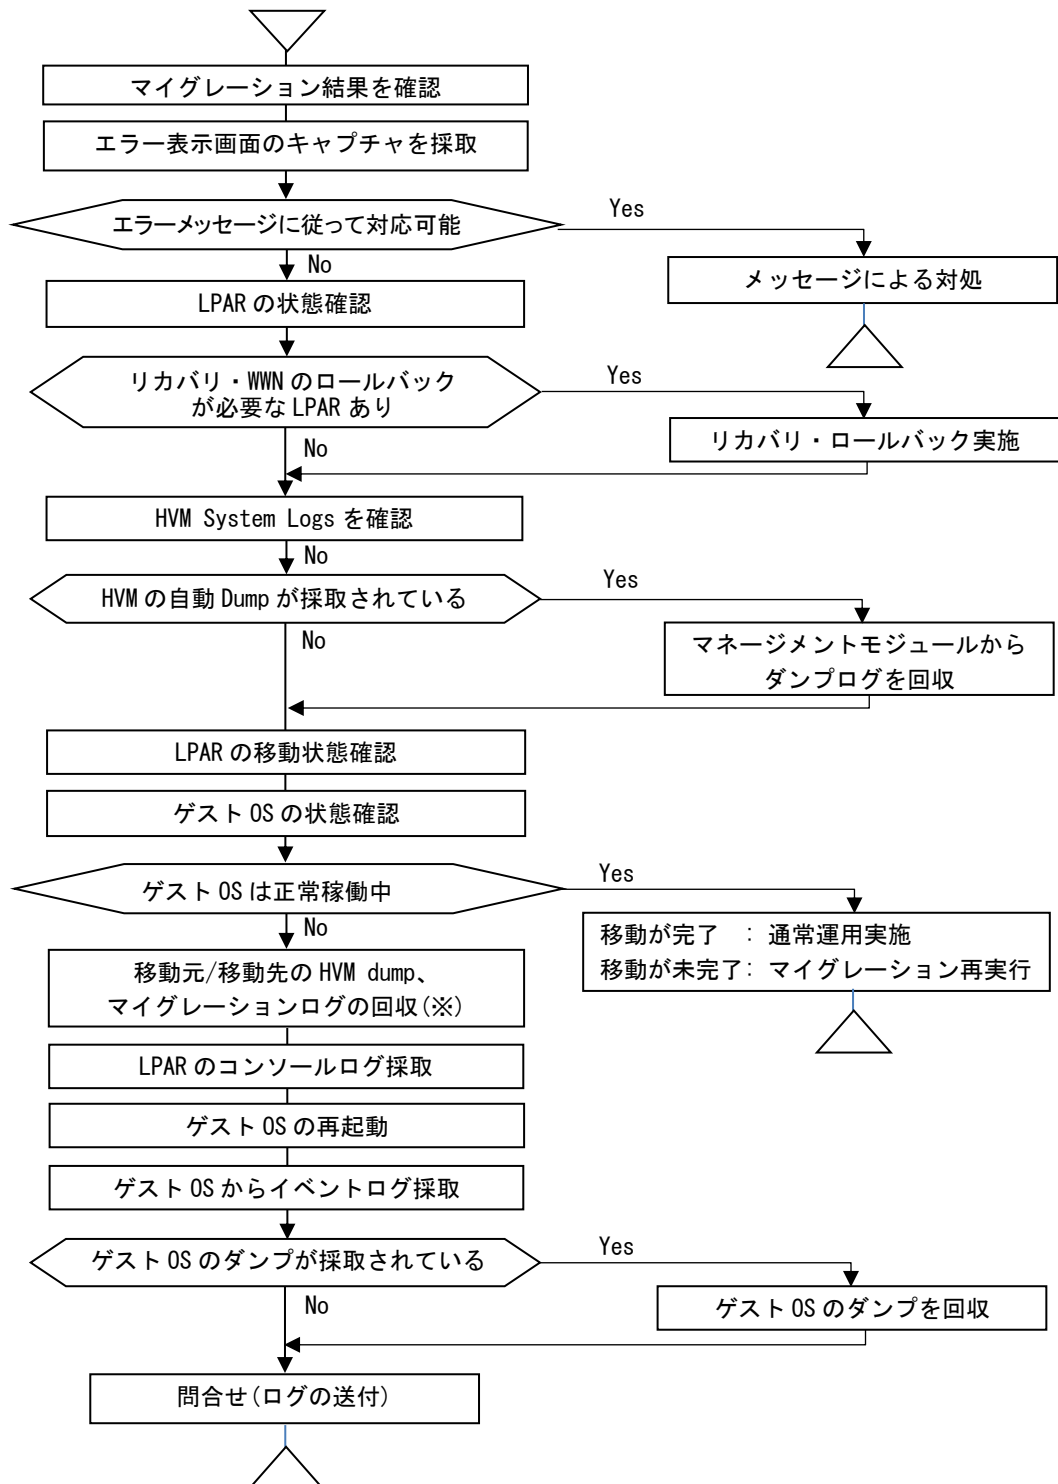 マイグレーション結果を確認
エラー表示画面のキャプチャを採取
エラーメッセージに従って対応可能
Yes
No
メッセージによる対処
LPAR の状態確認
リカバリ・WWN のロールバック
が必要な LPAR あり
Yes
No
リカバリ・ロールバック実施
HVM System Logs を確認
No
HVM の自動 Dump が採取されている
Yes
No
マネージメントモジュールから
ダンプログを回収
LPAR の移動状態確認
ゲスト OS の状態確認
ゲスト OS は正常稼働中
Yes
No
移動が完了 : 通常運用実施
移動が未完了: マイグレーション再実行
移動元/移動先の HVM dump、
マイグレーションログの回収(※)
LPAR のコンソールログ採取
ゲスト OS の再起動
ゲスト OS からイベントログ採取
ゲスト OS のダンプが採取されている
Yes
No
ゲスト OS のダンプを回収
問合せ(ログの送付)